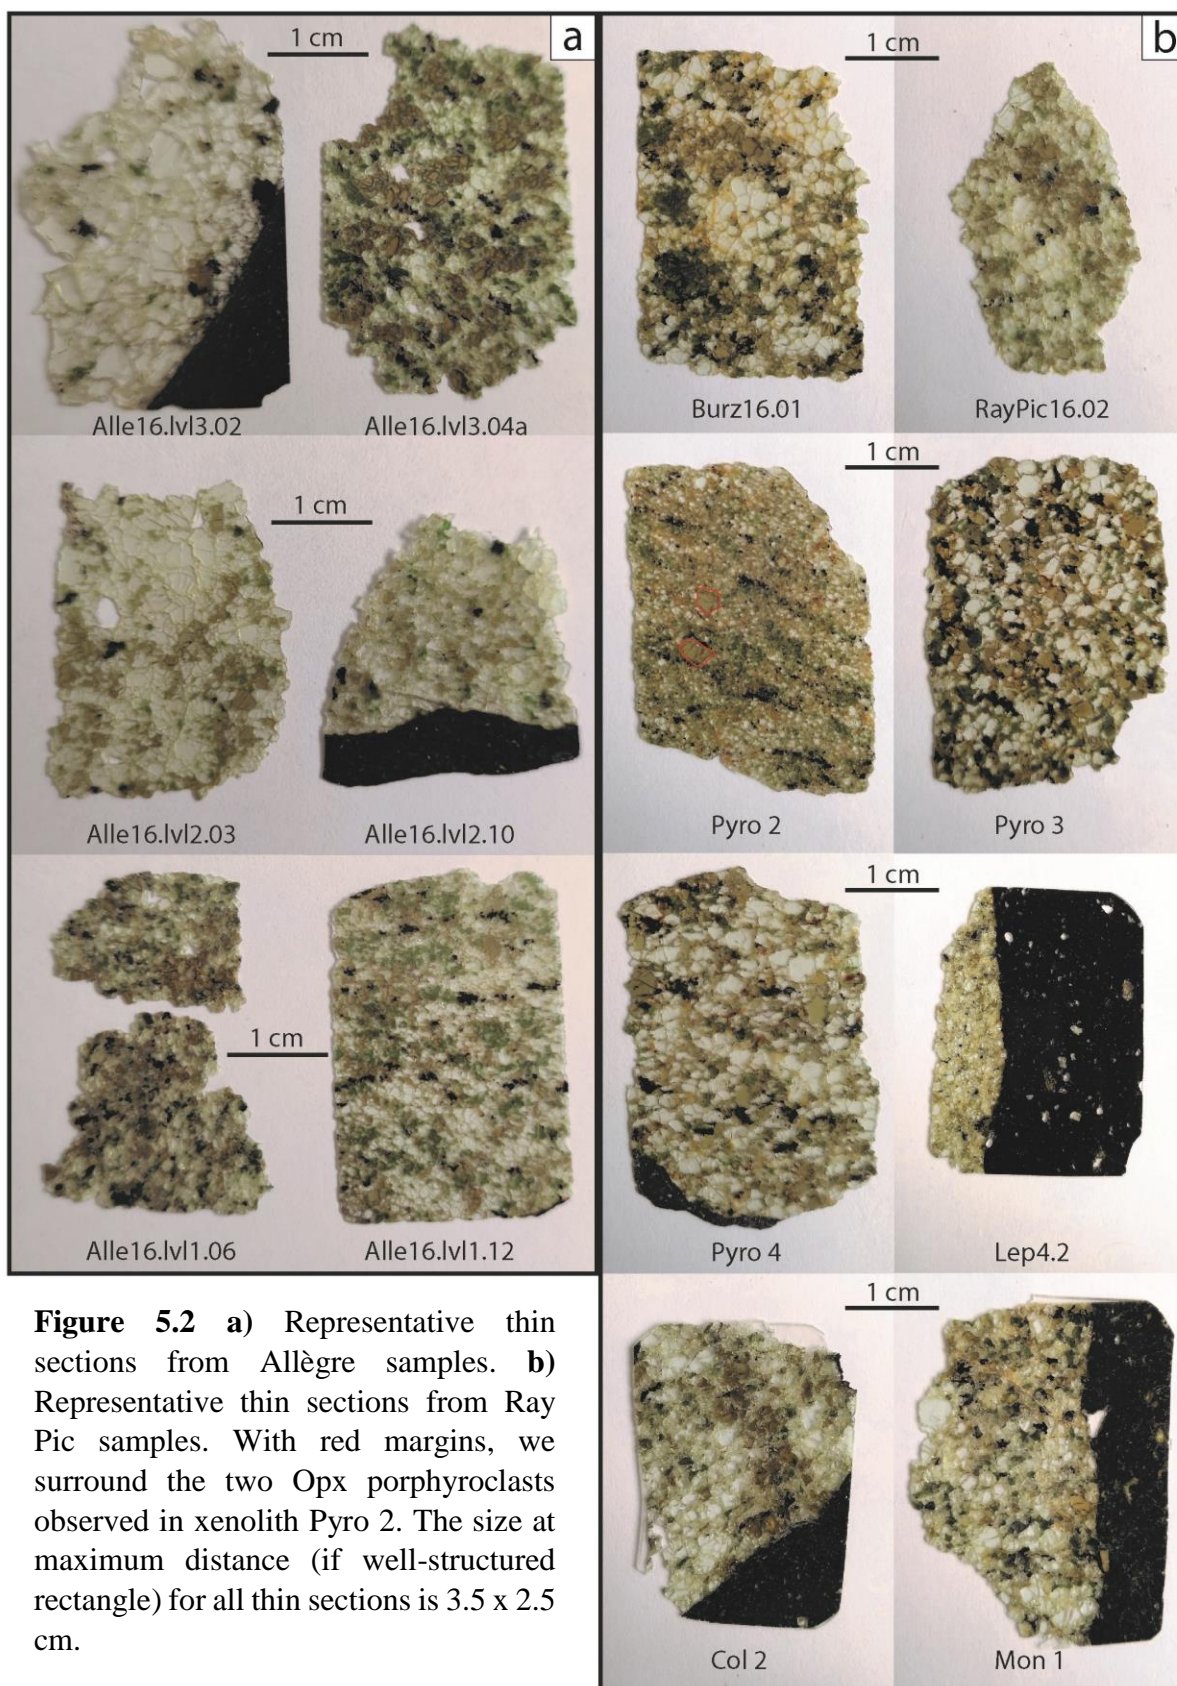 1 cm
a
Alle16.lvl3.02 Alle16.lvl3.04a
1 cm
Alle16.lvl2.03 Alle16.lvl2.10
1 cm
Alle16.lvl1.06 Alle16.lvl1.12
1 cm
b
Burz16.01 RayPic16.02
1 cm
Pyro 2 Pyro 3
1 cm
Pyro 4 Lep4.2
1 cm
Col 2 Mon 1
Figure 5.2 a) Representative thin
sections from Allègre samples. b)
Representative thin sections from Ray
Pic samples. With red margins, we
surround the two Opx porphyroclasts
observed in xenolith Pyro 2. The size at
maximum distance (if well-structured
rectangle) for all thin sections is 3.5 x 2.5
cm.